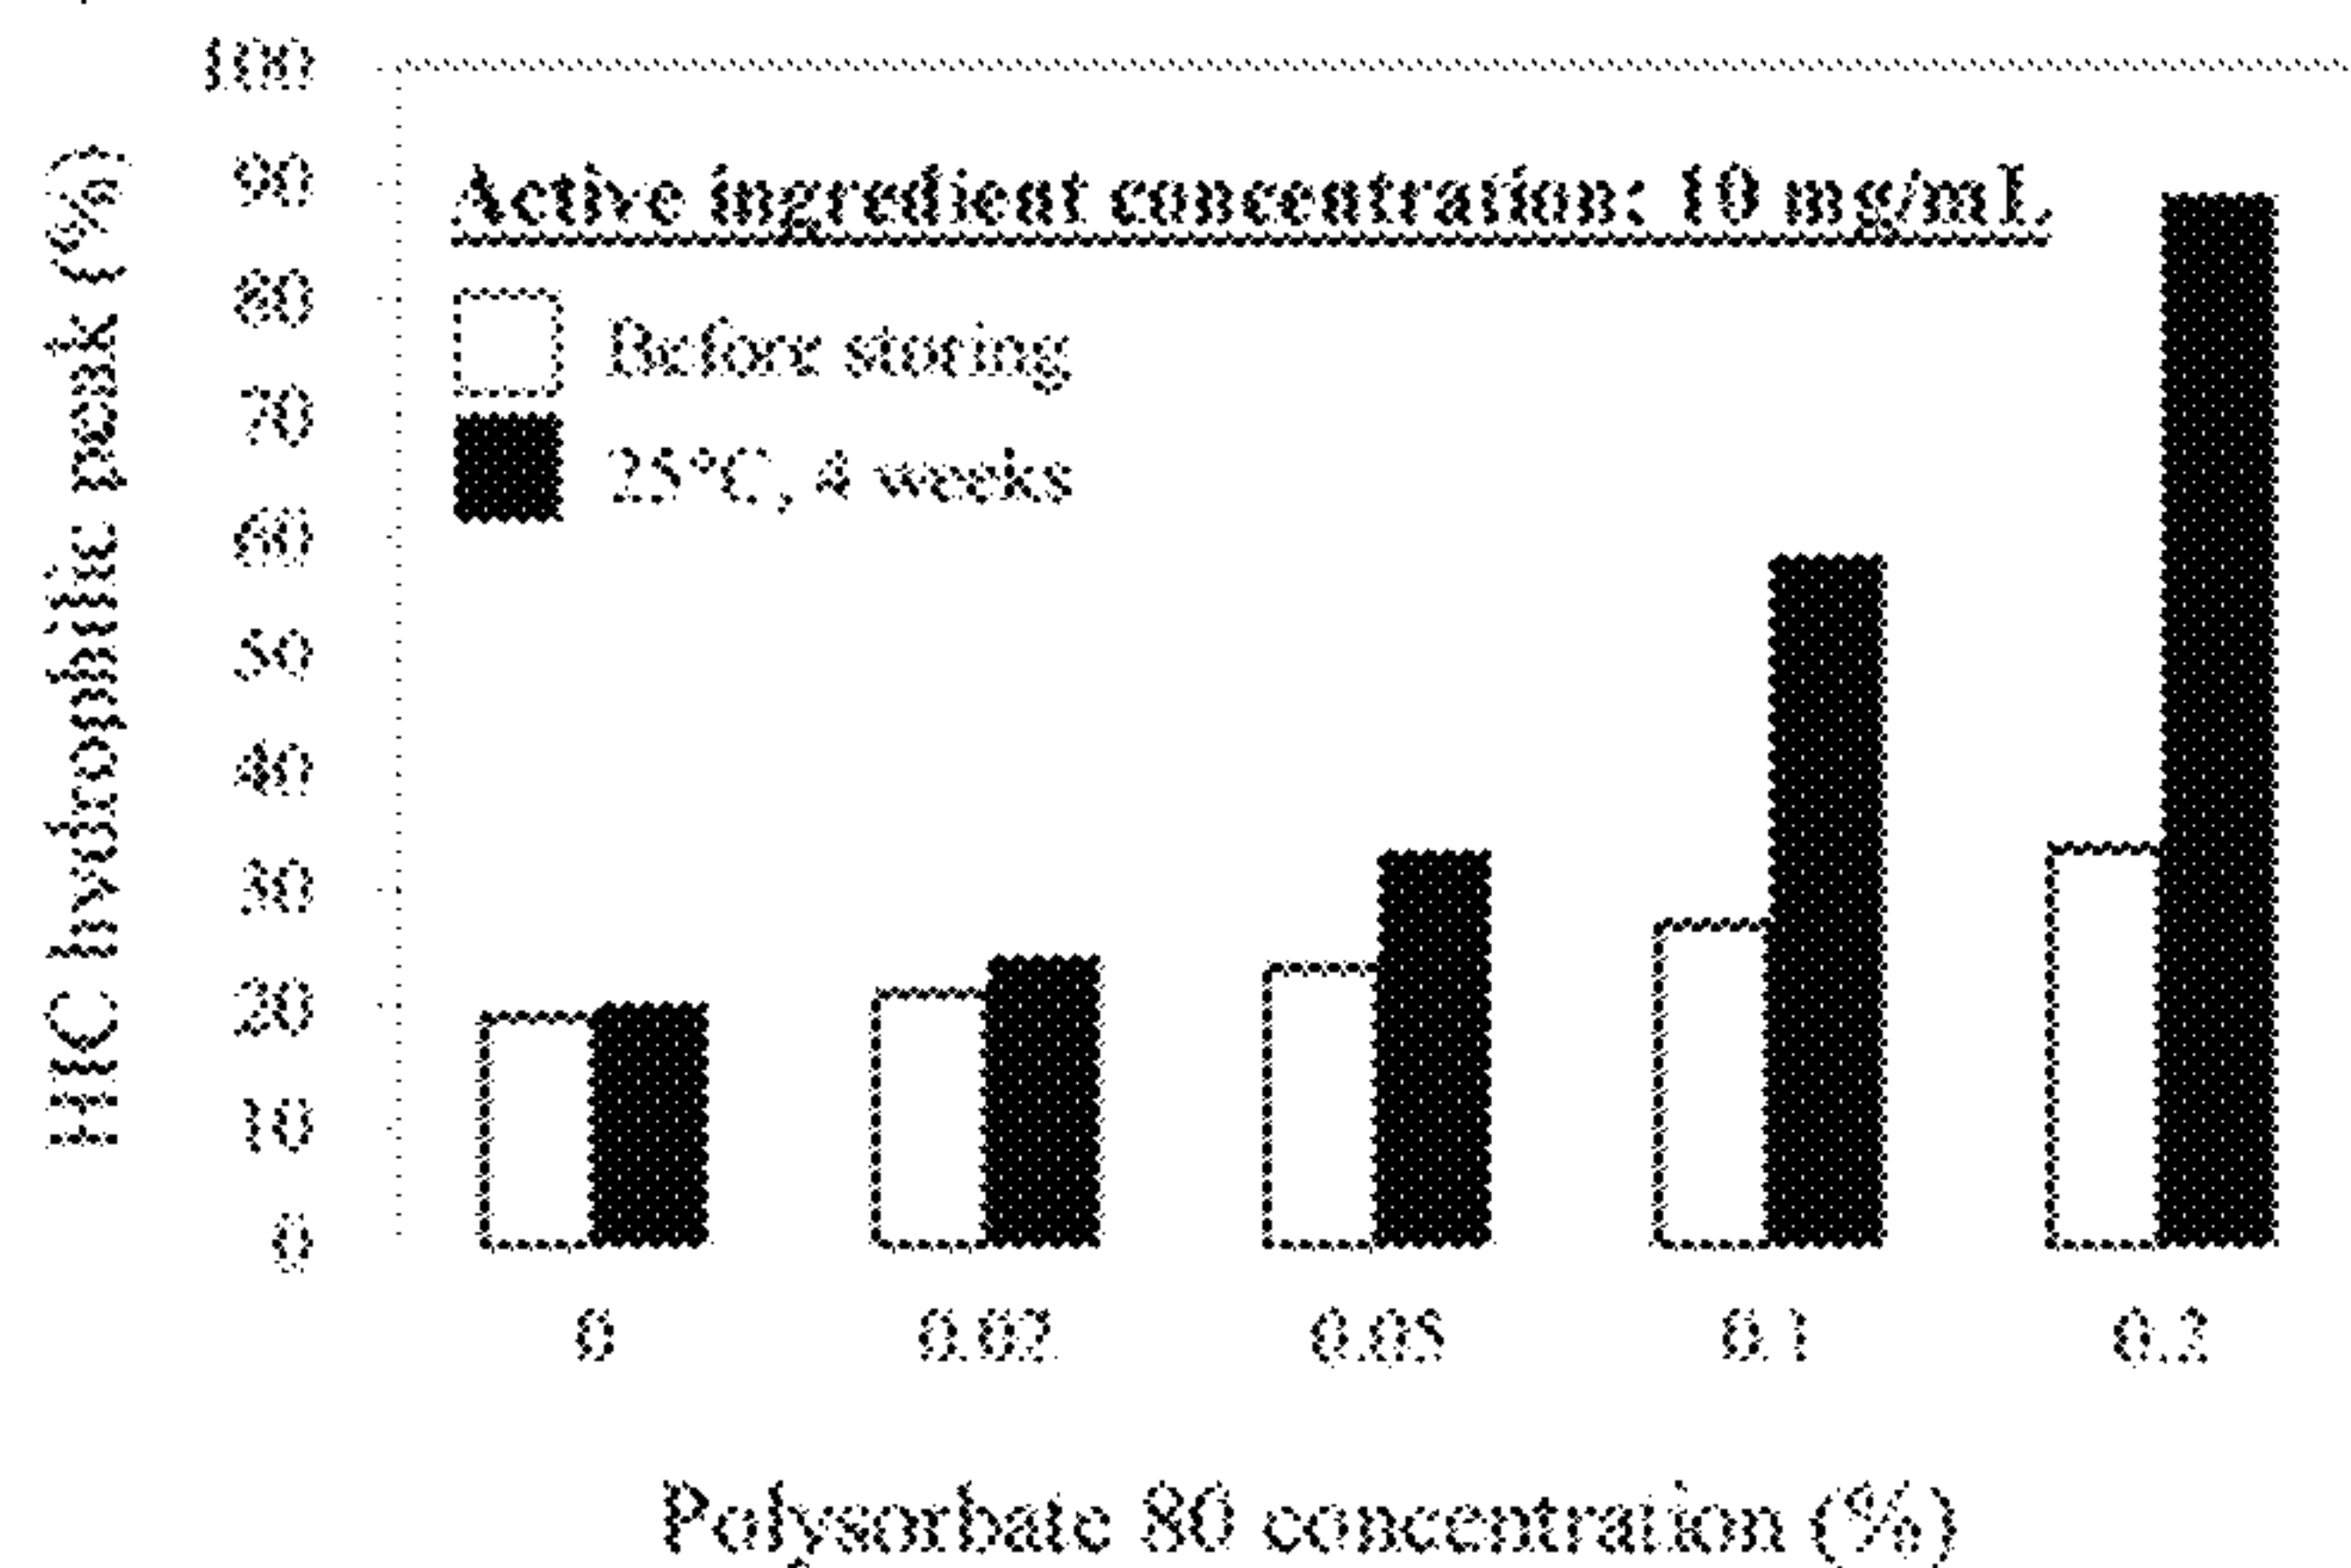 HIC hydrophilic peak (%)
100
90
80
70
60
50
40
30
20
10
0
Active ingredient concentration: 10 mg/mL
Before storing
25°C, 4 weeks
0 0.02 0.05 0.1 0.2
Polysorbate 80 concentration (%)